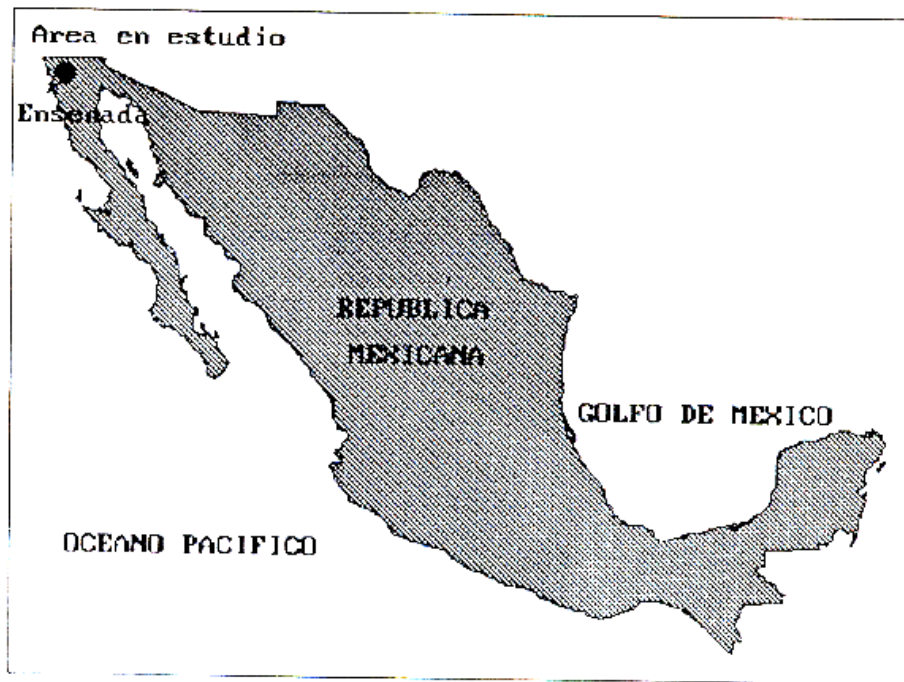 Area en estudio
Ensenada
REPUBLICA
MEXICANA
GOLFO DE MEXICO
OCEANO PACIFICO